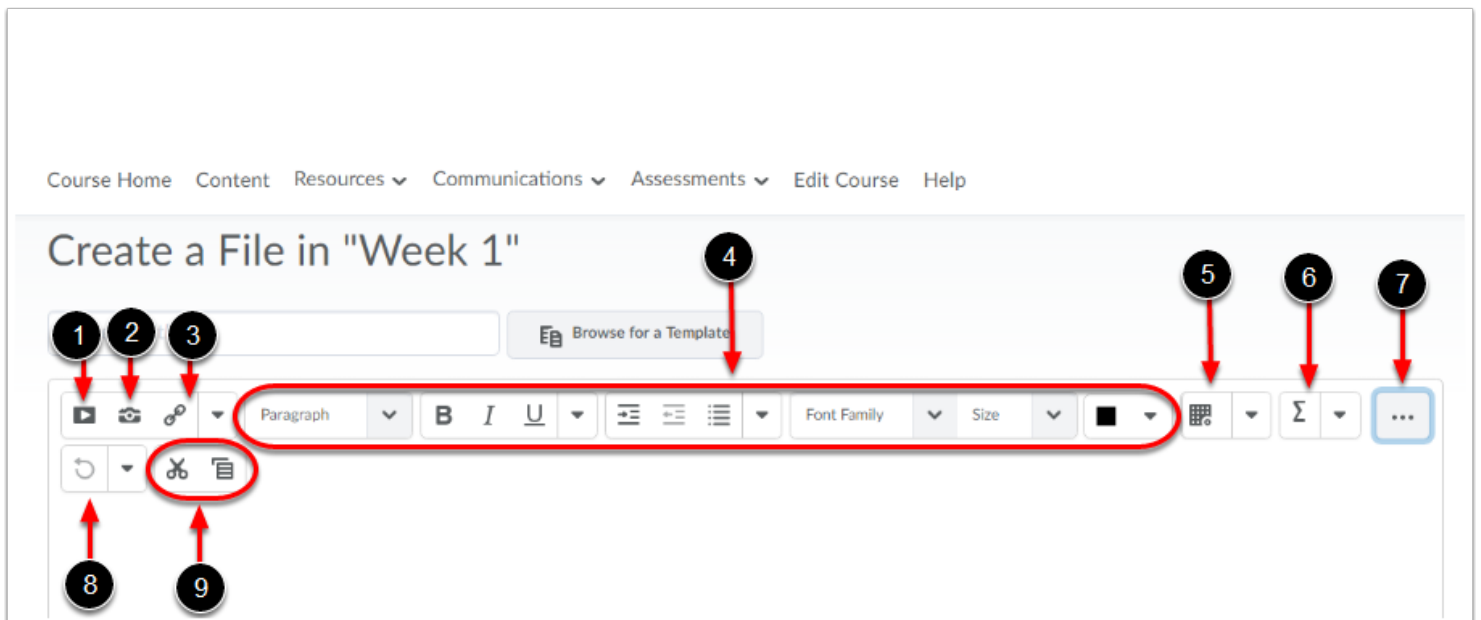 Course Home Content Resources Communications Assessments Edit Course Help
Create a File in "Week 1"
4
5
6
7
1
2
3
Browse for a Template
Paragraph B I U Font Family Size Σ ...
8
9